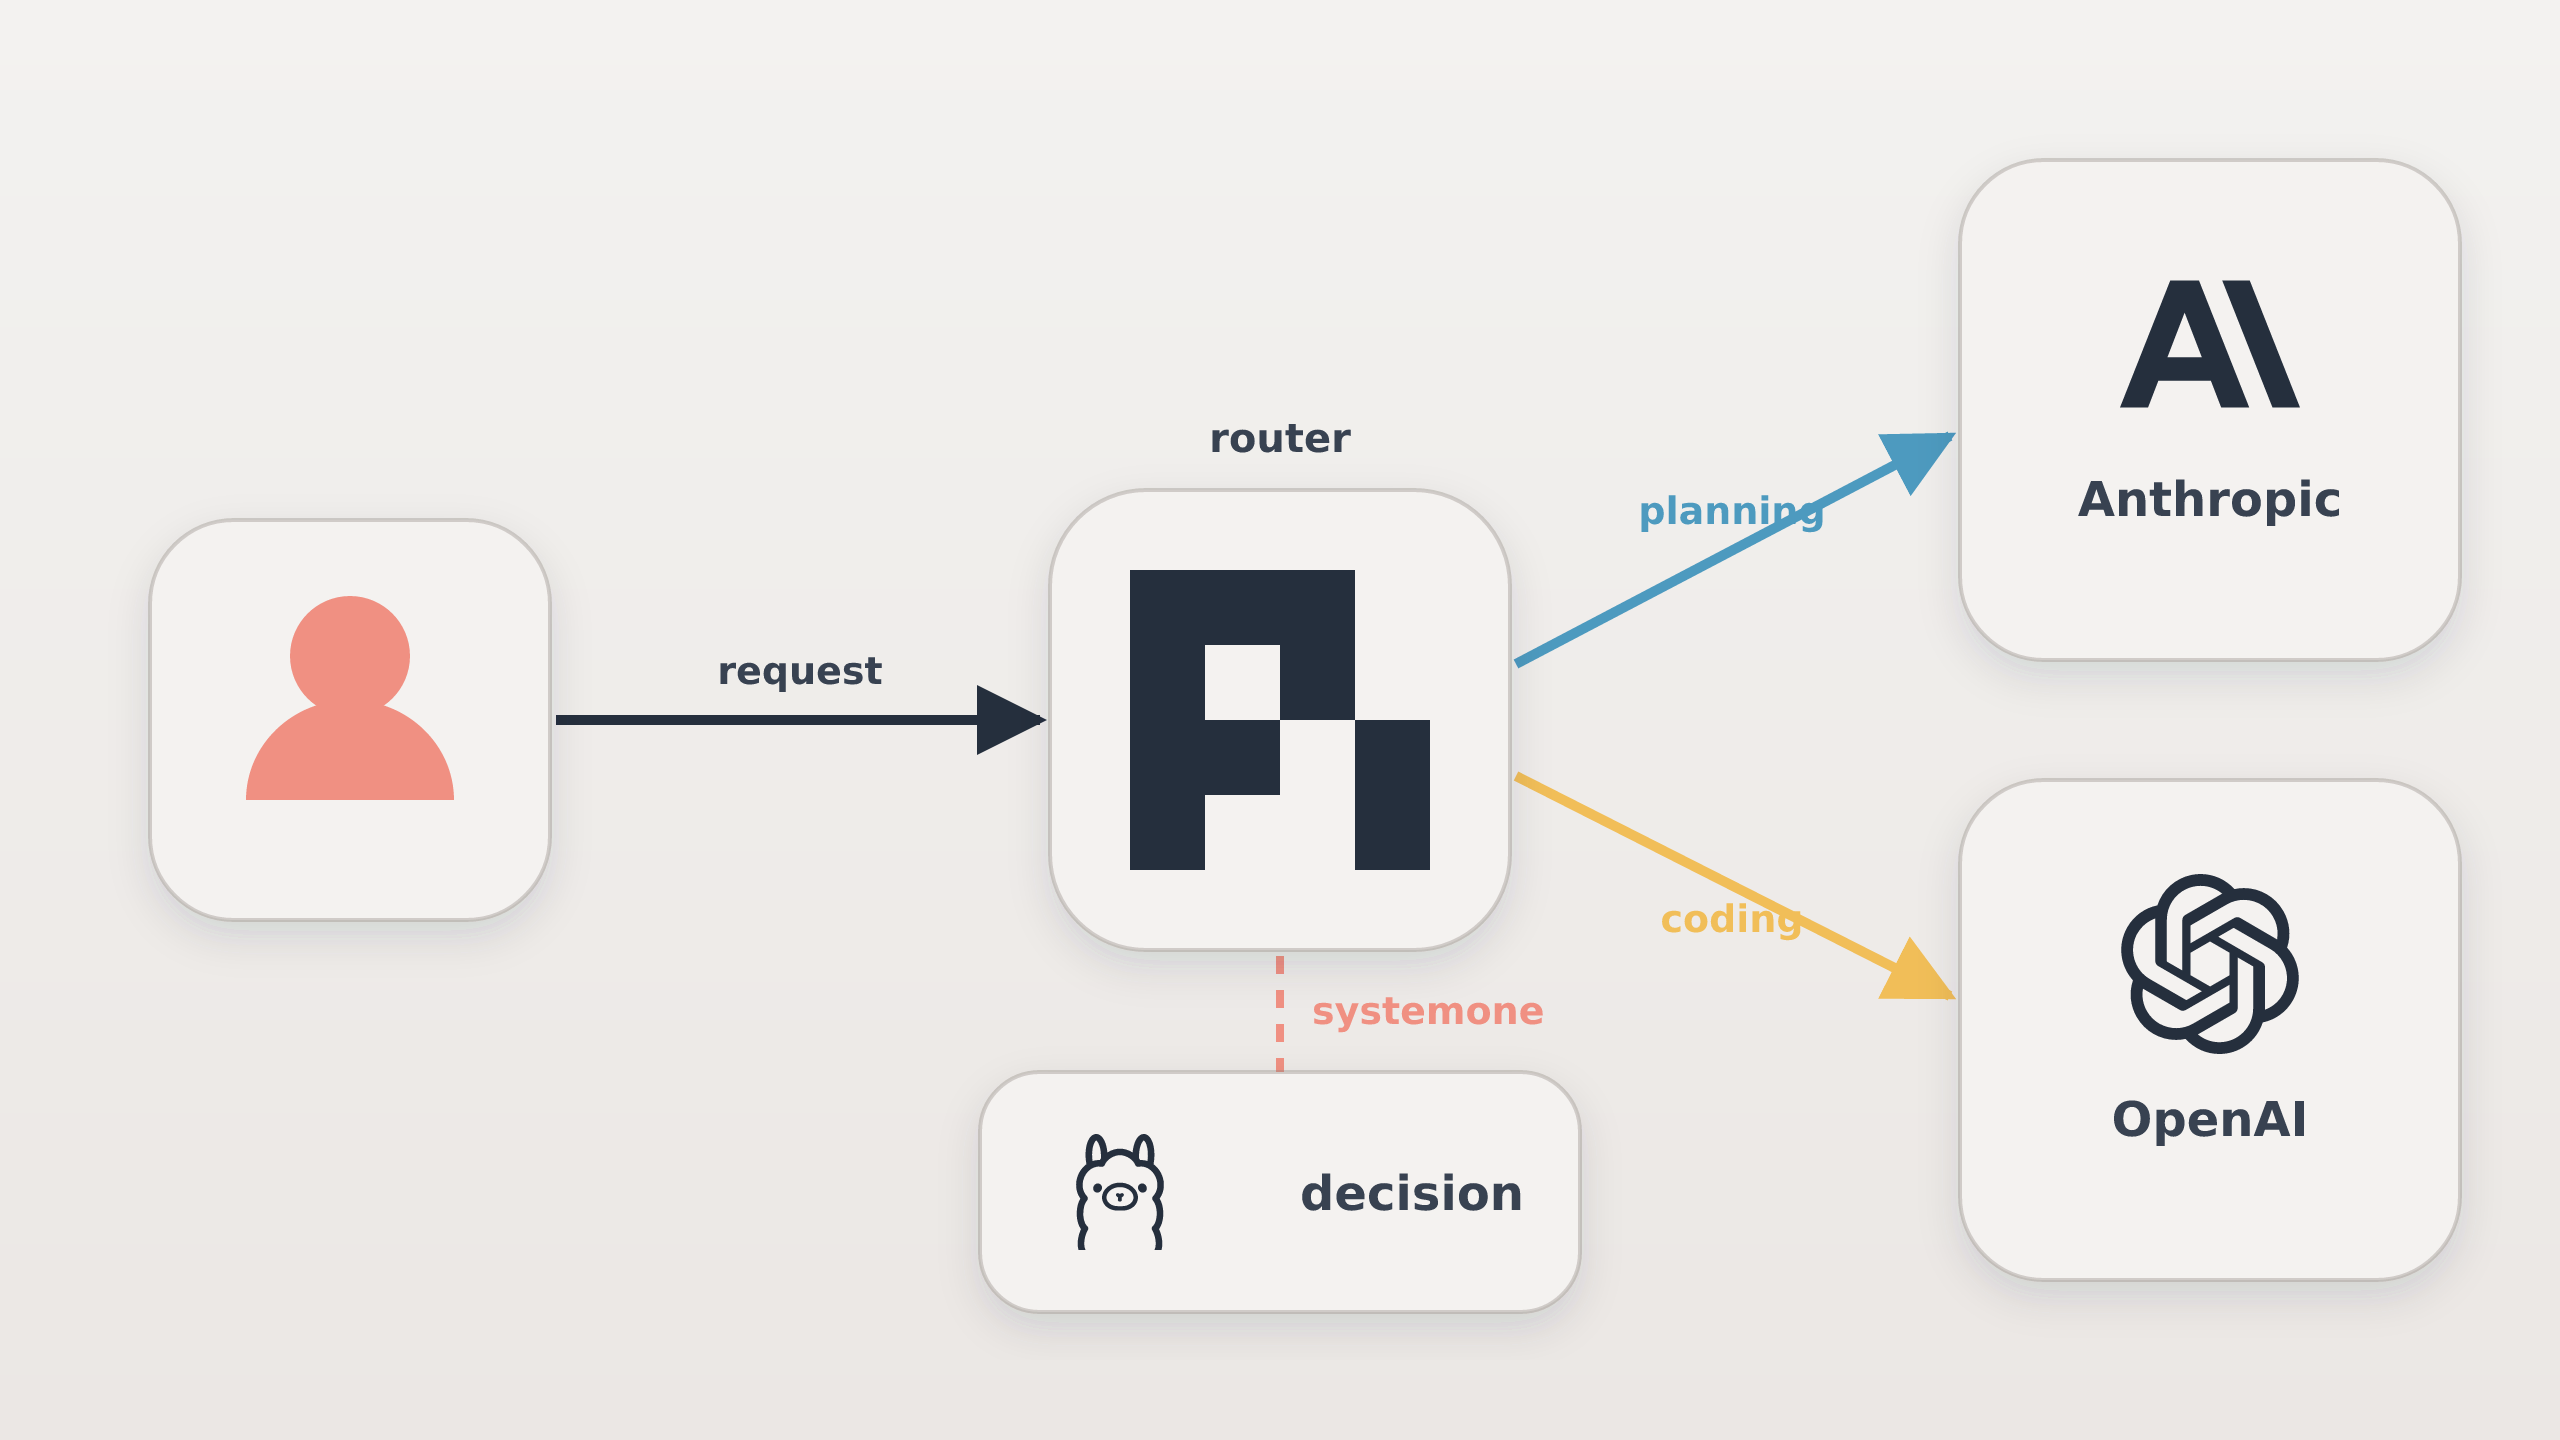 router
request
planning
Anthropic
coding
systemone
decision
OpenAI